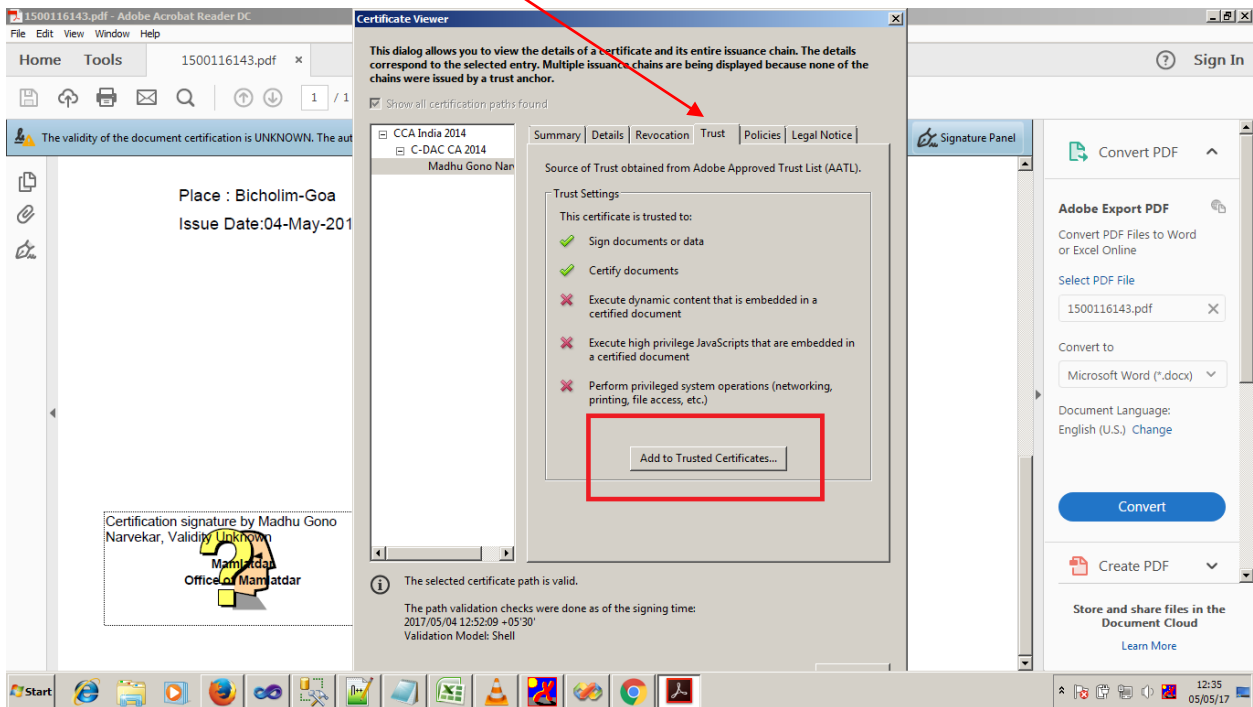 1500116143.pdf - Adobe Acrobat Reader DC
File Edit View Window Help
Home Tools 1500116143.pdf ×
Sign In
1 / 1
The validity of the document certification is UNKNOWN. The aut
Signature Panel
Place : Bicholim-Goa
Issue Date:04-May-201
Certification signature by Madhu Gono
Narvekar, Validity Unknown
Mamlatdar
Office of Mamlatdar
Certificate Viewer
This dialog allows you to view the details of a certificate and its entire issuance chain. The details
correspond to the selected entry. Multiple issuance chains are being displayed because none of the
chains were issued by a trust anchor.
Show all certification paths found
CCA India 2014
C-DAC CA 2014
Madhu Gono Narv
Summary Details Revocation Trust Policies Legal Notice
Source of Trust obtained from Adobe Approved Trust List (AATL).
Trust Settings
This certificate is trusted to:
Sign documents or data
Certify documents
Execute dynamic content that is embedded in a
certified document
Execute high privilege JavaScripts that are embedded in
a certified document
Perform privileged system operations (networking,
printing, file access, etc.)
Add to Trusted Certificates...
The selected certificate path is valid.
The path validation checks were done as of the signing time:
2017/05/04 12:52:09 +05'30'
Validation Model: Shell
Convert PDF
Adobe Export PDF
Convert PDF Files to Word
or Excel Online
Select PDF File
1500116143.pdf
Convert to
Microsoft Word (*.docx)
Document Language:
English (U.S.) Change
Convert
Create PDF
Store and share files in the
Document Cloud
Learn More
Start
12:35
05/05/17